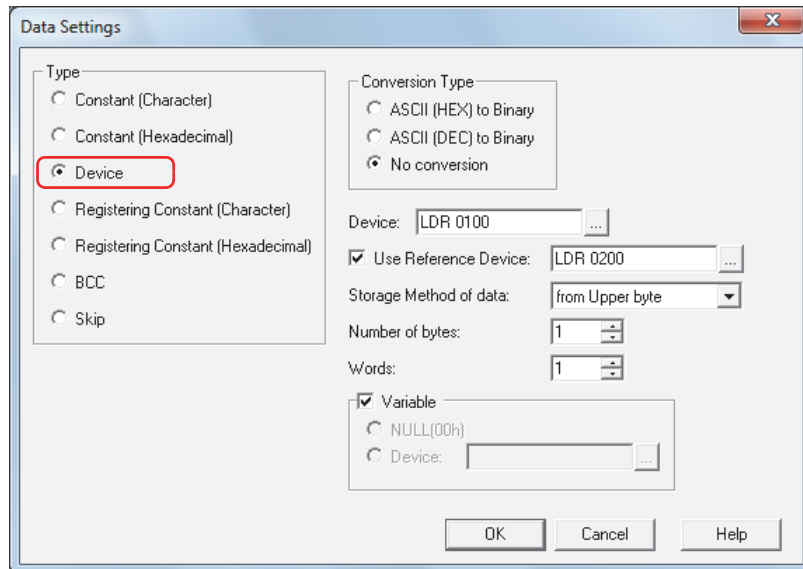 Data Settings
Type
Constant (Character)
Constant (Hexadecimal)
Device
Registering Constant (Character)
Registering Constant (Hexadecimal)
BCC
Skip
Conversion Type
ASCII (HEX) to Binary
ASCII (DEC) to Binary
No conversion
Device: LDR 0100 ...
Use Reference Device: LDR 0200 ...
Storage Method of data: from Upper byte
Number of bytes: 1
Words: 1
Variable
NULL(00h)
Device: ...
OK Cancel Help